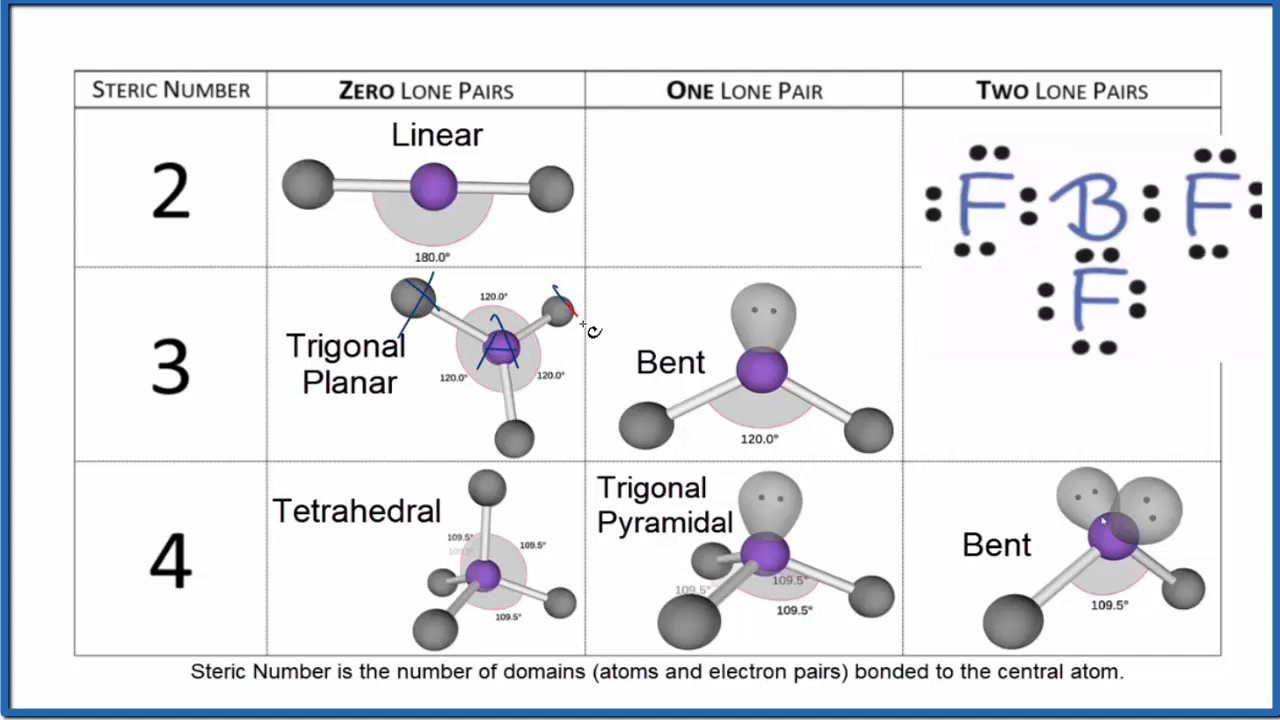 STERIC NUMBER ZERO LONE PAIRS ONE LONE PAIR TWO LONE PAIRS
2
Linear
180.0°
F B F
F
3
Trigonal
Planar
120.0°
120.0°
120.0°
A
Bent
120.0°
4
Tetrahedral
109.5°
109.5°
109.5°
Trigonal
Pyramidal
109.5°
109.5°
109.5°
Bent
109.5°
Steric Number is the number of domains (atoms and electron pairs) bonded to the central atom.